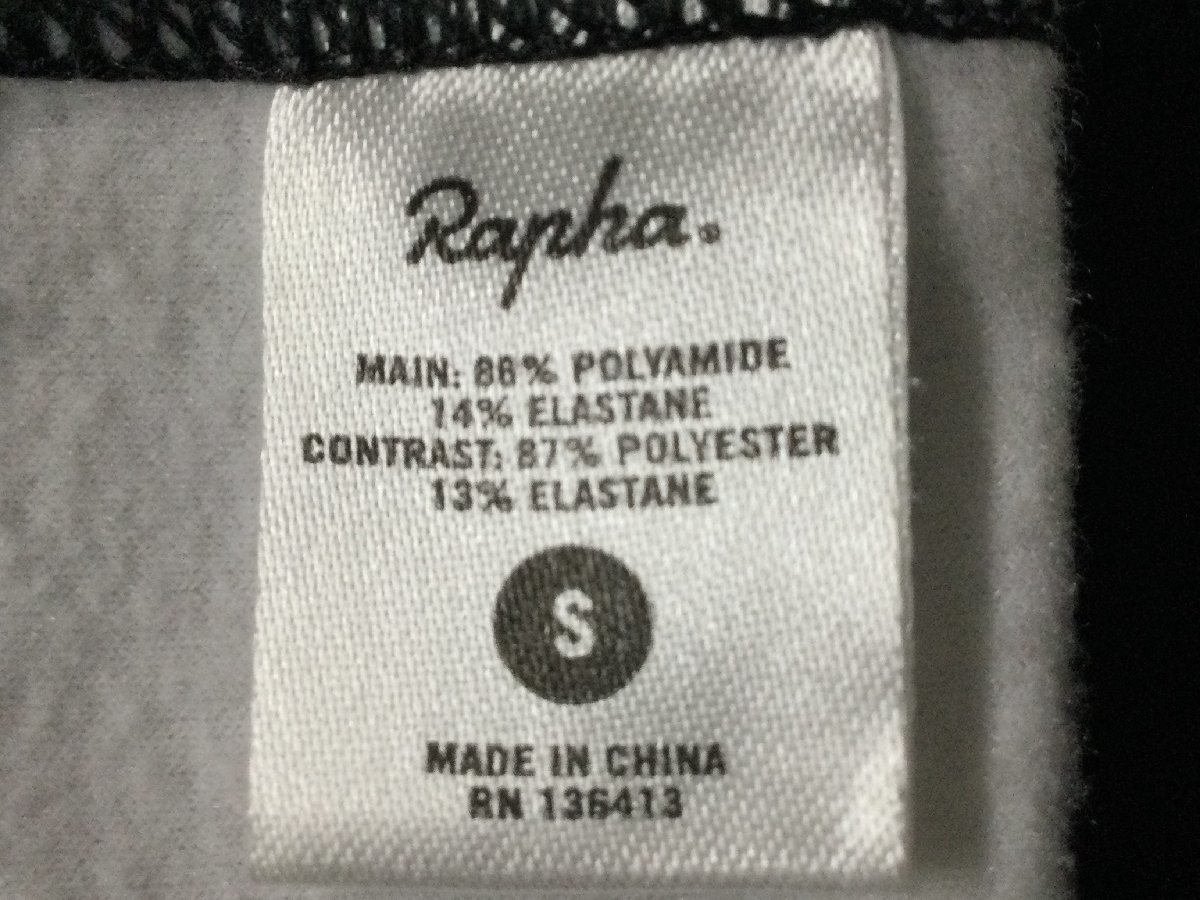 Rapha.
MAIN: 86% POLYAMIDE
14% ELASTANE
CONTRAST: 87% POLYESTER
13% ELASTANE
S
MADE IN CHINA
RN 136413